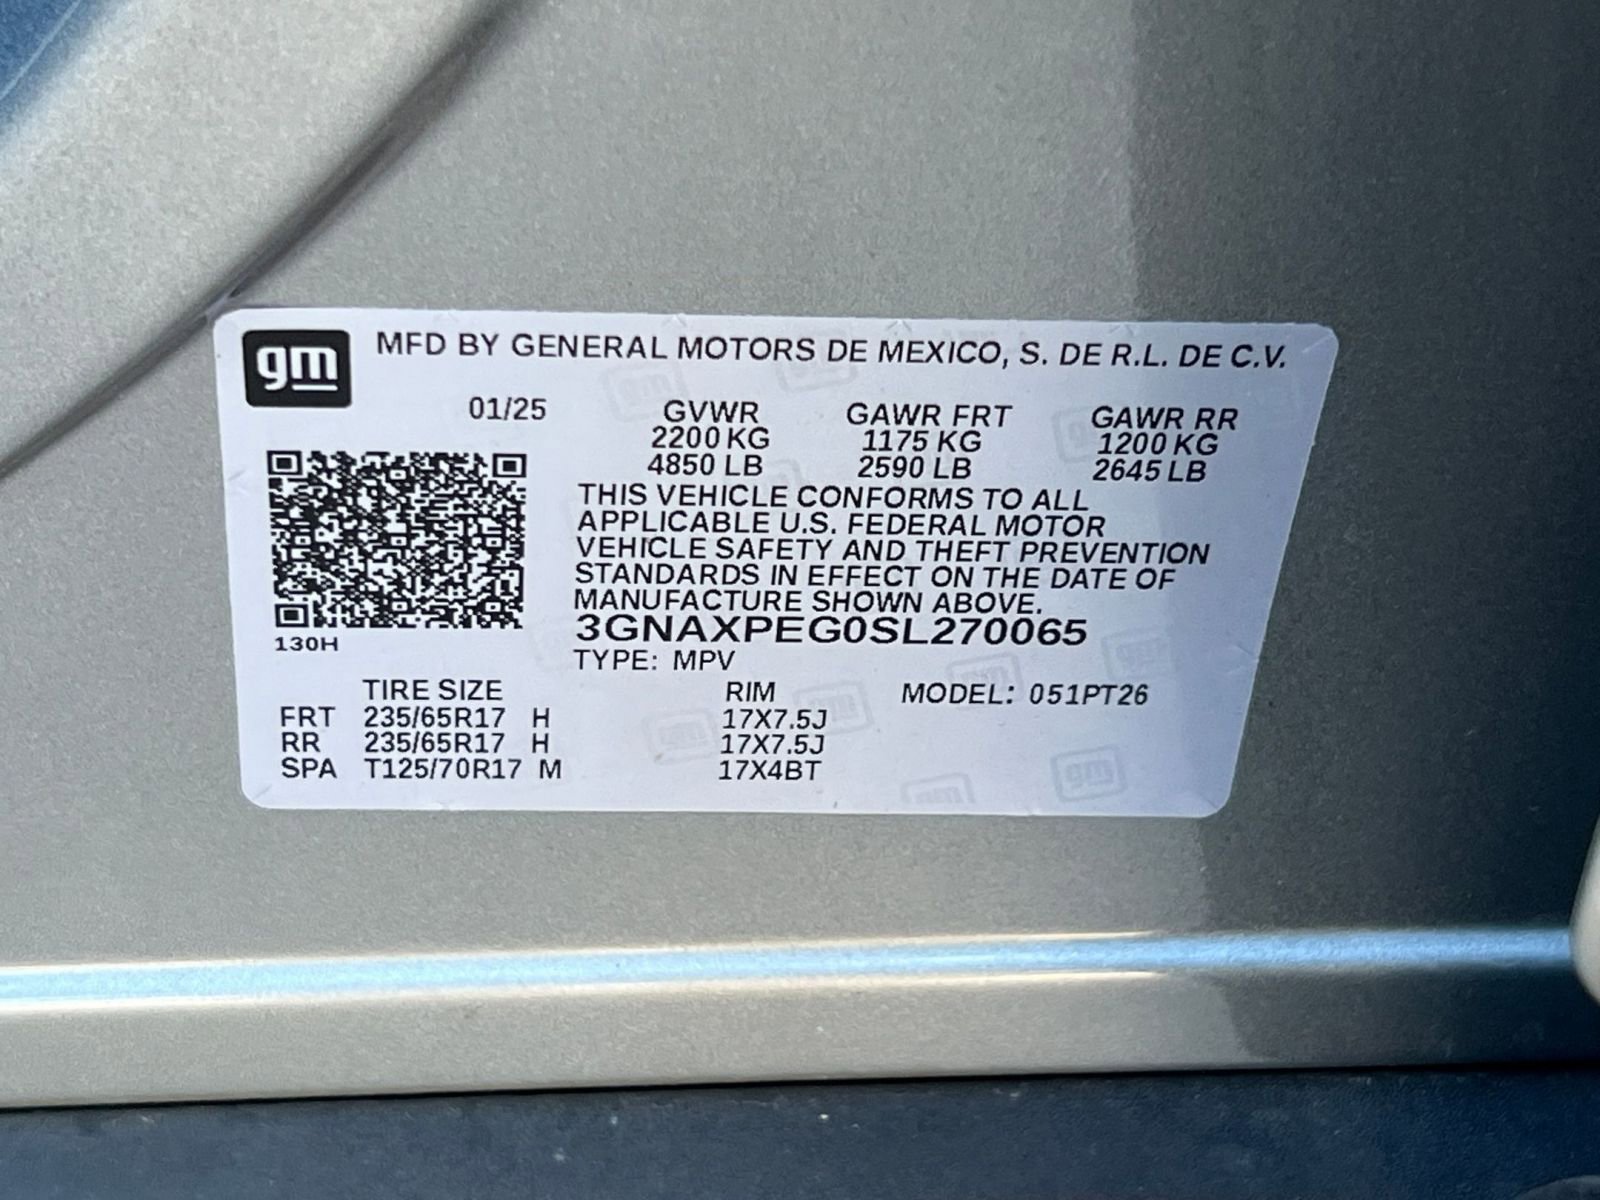 gm MFD BY GENERAL MOTORS DE MEXICO, S. DE R.L. DE C.V.
01/25 GVWR GAWR FRT GAWR RR
2200 KG 1175 KG 1200 KG
4850 LB 2590 LB 2645 LB
THIS VEHICLE CONFORMS TO ALL
APPLICABLE U.S. FEDERAL MOTOR
VEHICLE SAFETY AND THEFT PREVENTION
STANDARDS IN EFFECT ON THE DATE OF
MANUFACTURE SHOWN ABOVE.
3GNAXPEG0SL270065
130H
TYPE: MPV
TIRE SIZE RIM MODEL: 051PT26
FRT 235/65R17 H 17X7.5J
RR 235/65R17 H 17X7.5J
SPA T125/70R17 M 17X4BT